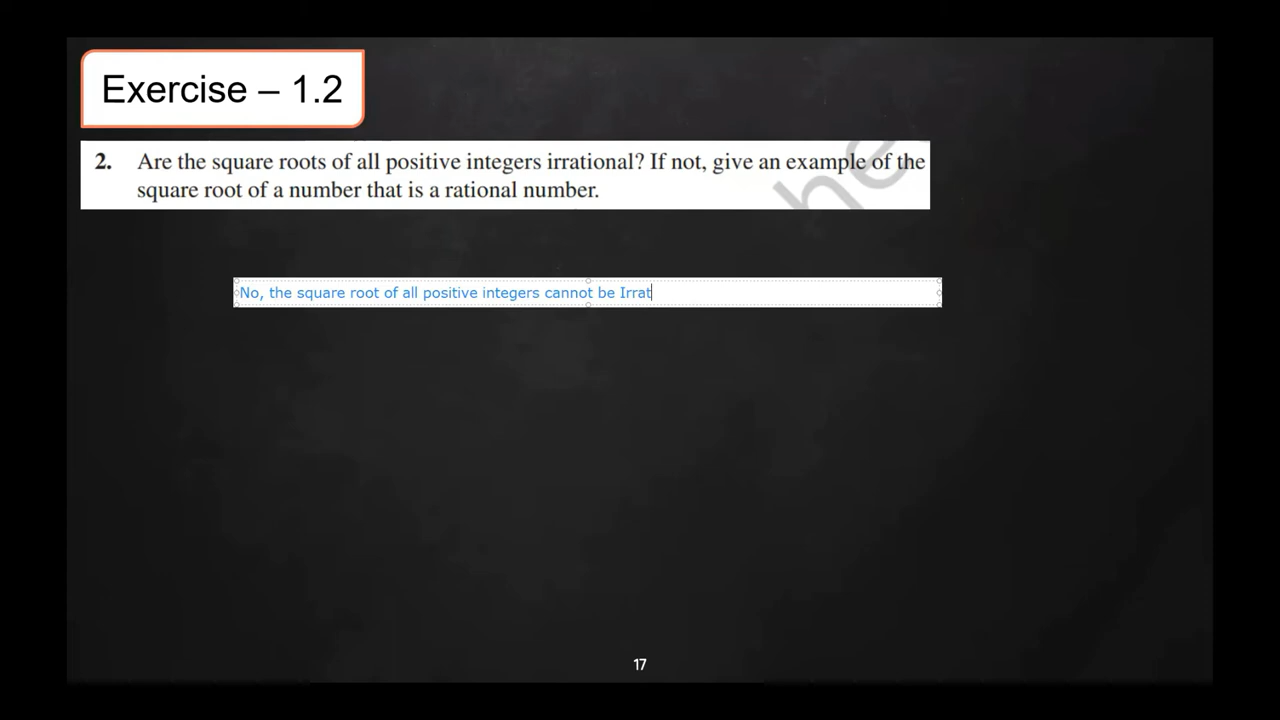 Exercise – 1.2
2. Are the square roots of all positive integers irrational? If not, give an example of the
square root of a number that is a rational number.
he
No, the square root of all positive integers cannot be Irrat
17